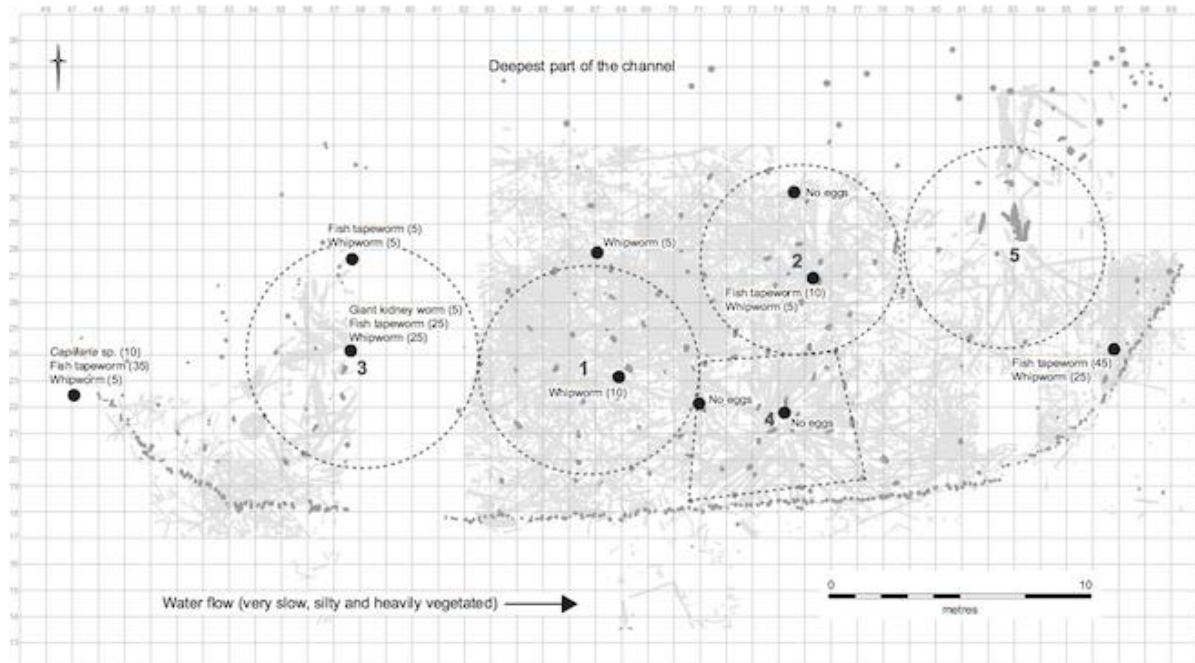 Deepest part of the channel
No eggs
Fish tapeworm (5)
Whipworm (5)
Whipworm (5)
2
5
Fish tapeworm (10)
Whipworm (5)
Giant kidney worm (5)
Fish tapeworm (25)
Whipworm (25)
3
Capillaria sp. (10)
Fish tapeworm (35)
Whipworm (5)
1
Whipworm (10)
Fish tapeworm (45)
Whipworm (25)
No eggs
4
No eggs
Water flow (very slow, silty and heavily vegetated)
0 10
metres